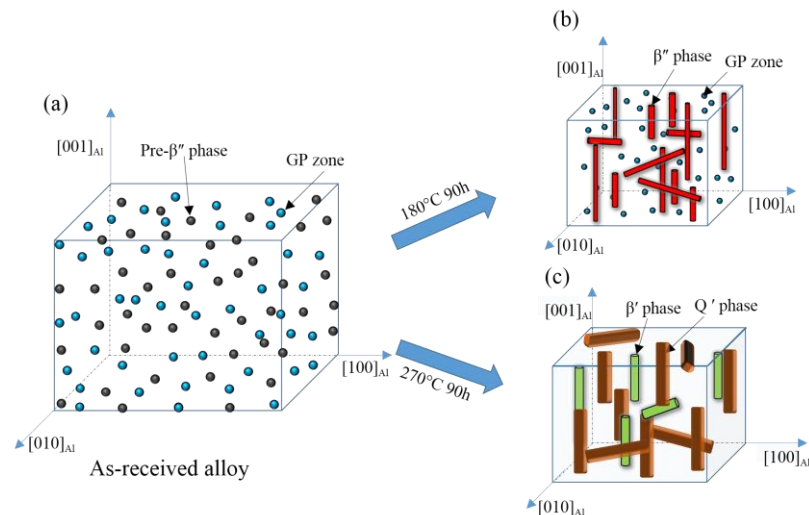 (a)
[001]Al
Pre-β″ phase
GP zone
[100]Al
[010]Al
As-received alloy
180°C 90h
270°C 90h
(b)
[001]Al
β″ phase
GP zone
[100]Al
[010]Al
(c)
[001]Al
β′ phase
Q ′ phase
[100]Al
[010]Al